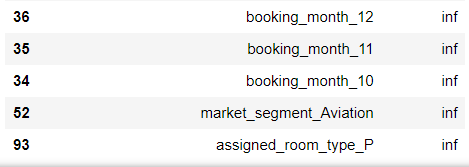 36 booking_month_12 inf
35 booking_month_11 inf
34 booking_month_10 inf
52 market_segment_Aviation inf
93 assigned_room_type_P inf